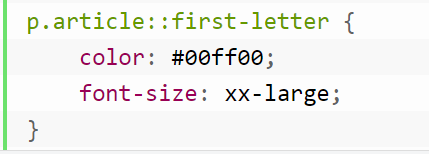 p.article::first-letter {
    color: #00ff00;
    font-size: xx-large;
}